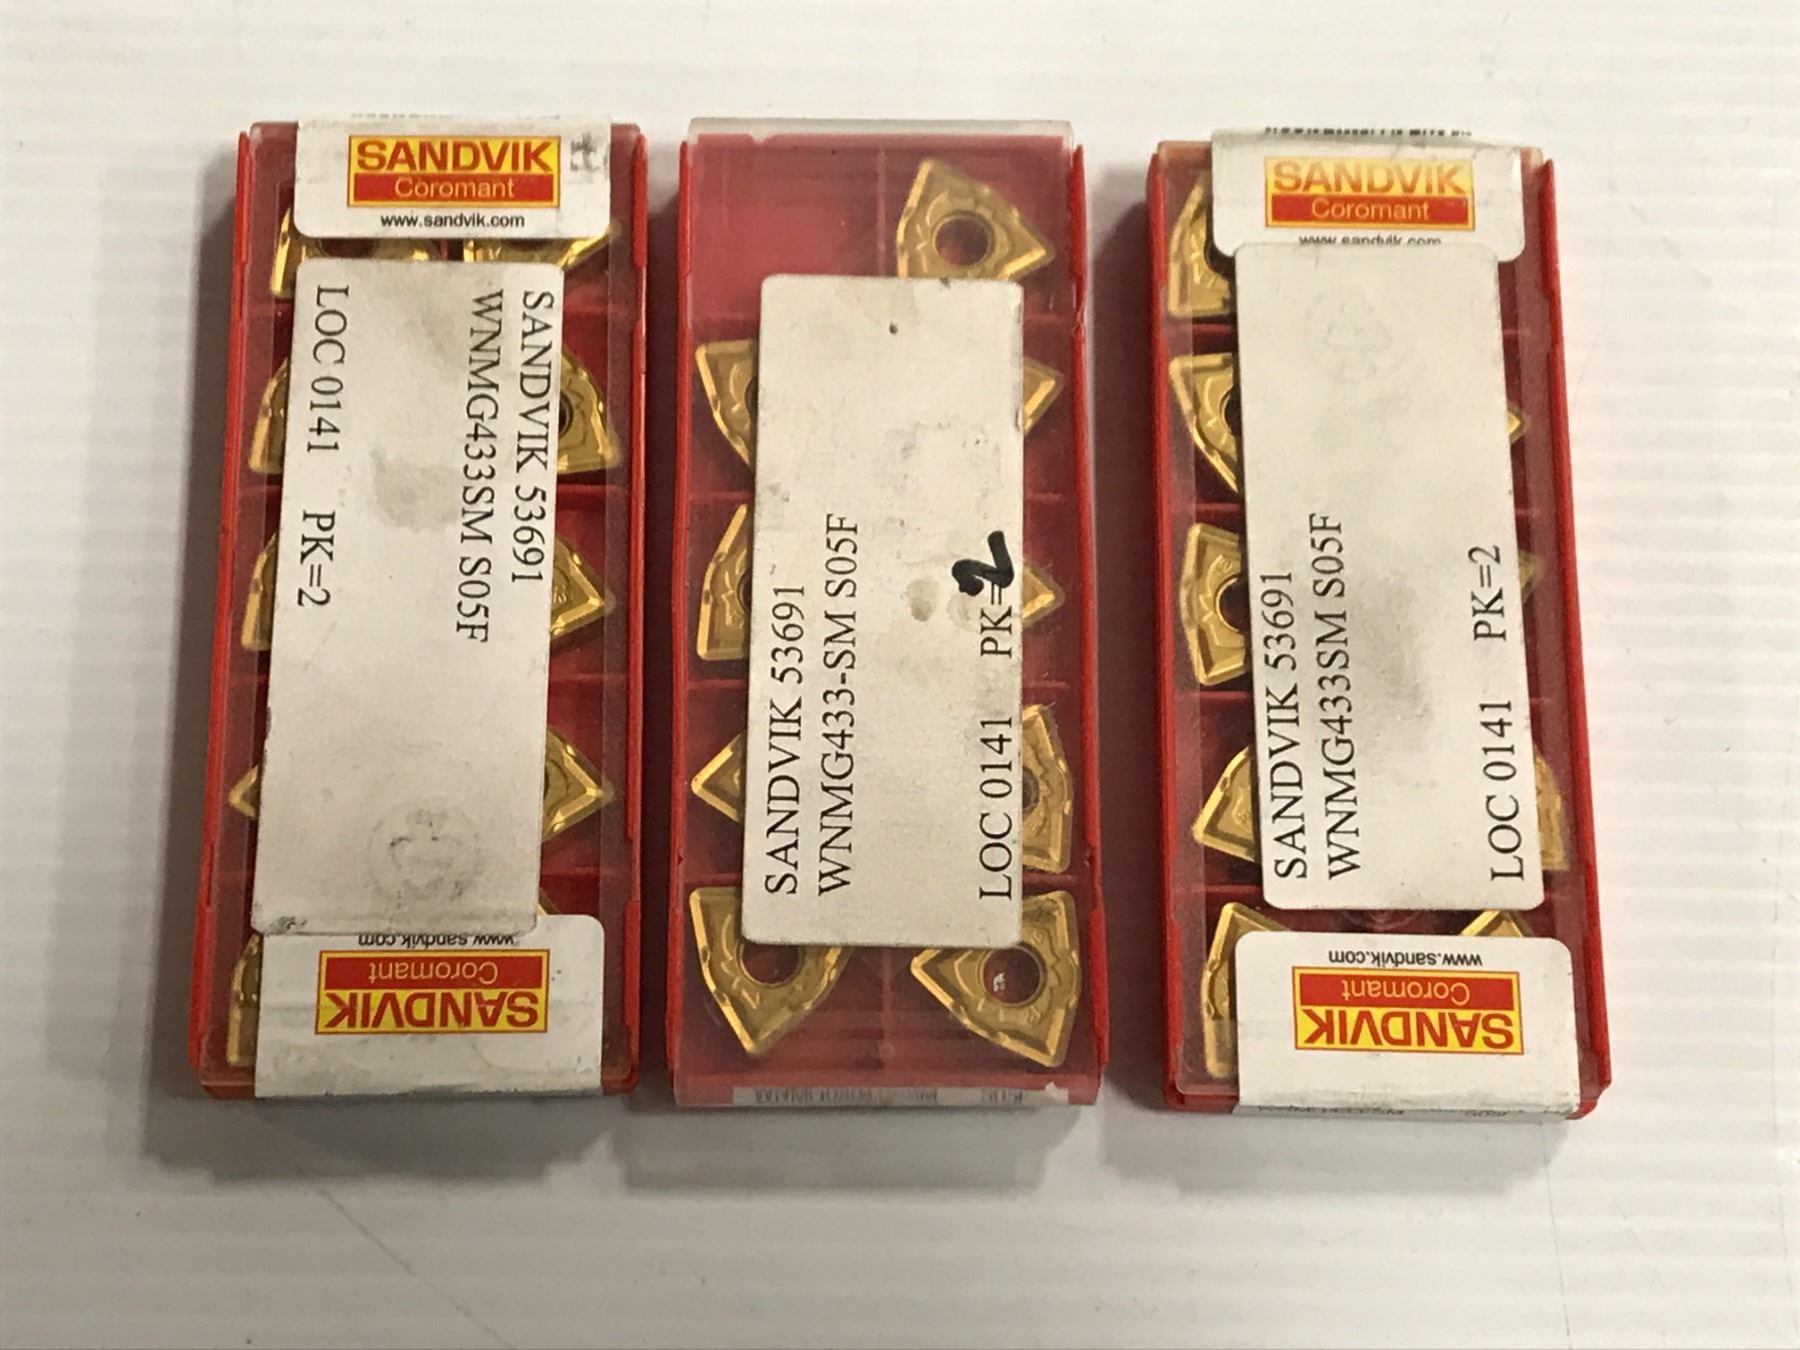 SANDVIK
Coromant
www.sandvik.com
SANDVIK 53691
WNMG433SM S05F
LOC 0141 PK=2
www.sandvik.com
Coromant
SANDVIK
SANDVIK 53691
WNMG433-SM S05F
LOC 0141 PK=2
SANDVIK
Coromant
www.sandvik.com
SANDVIK 53691
WNMG433SM S05F
LOC 0141 PK=2
www.sandvik.com
Coromant
SANDVIK